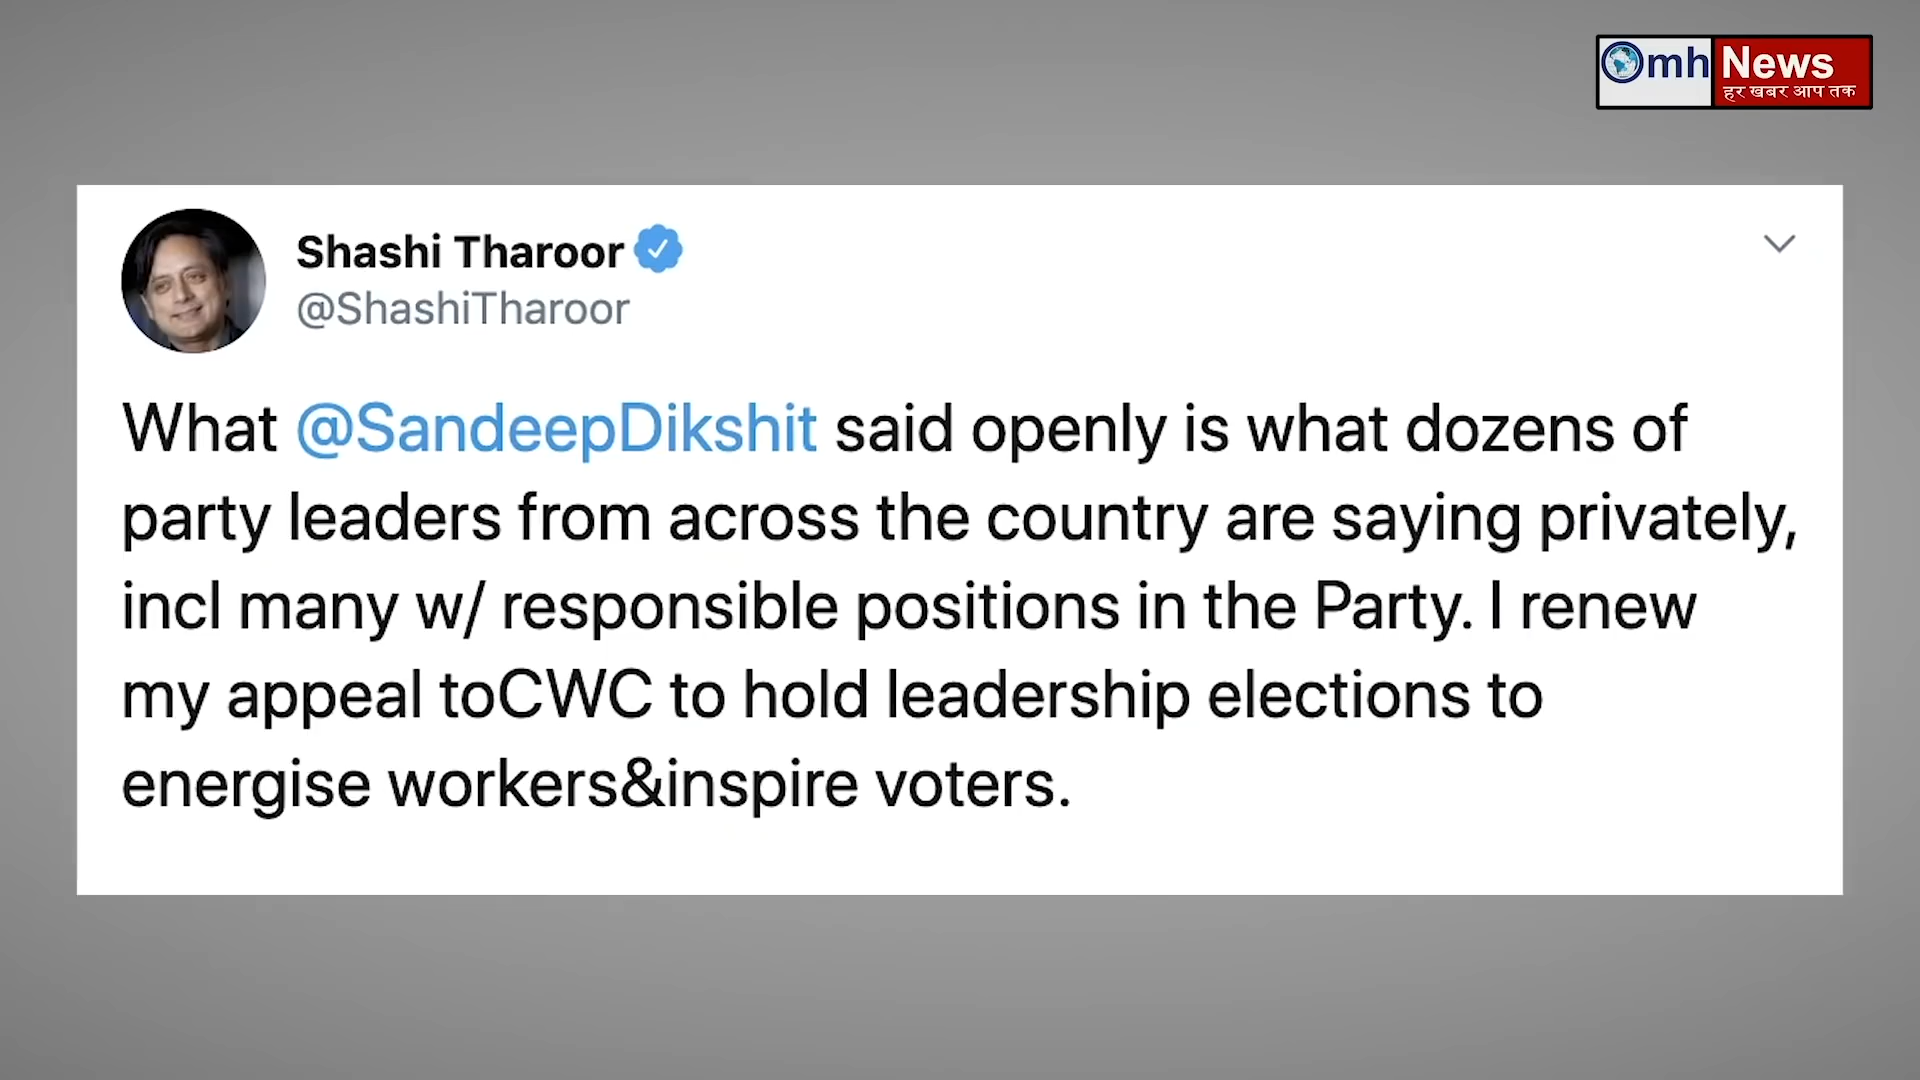 Omh News
हर खबर आप तक
Shashi Tharoor
@ShashiTharoor
What @SandeepDikshit said openly is what dozens of
party leaders from across the country are saying privately,
incl many w/ responsible positions in the Party. I renew
my appeal toCWC to hold leadership elections to
energise workers&inspire voters.